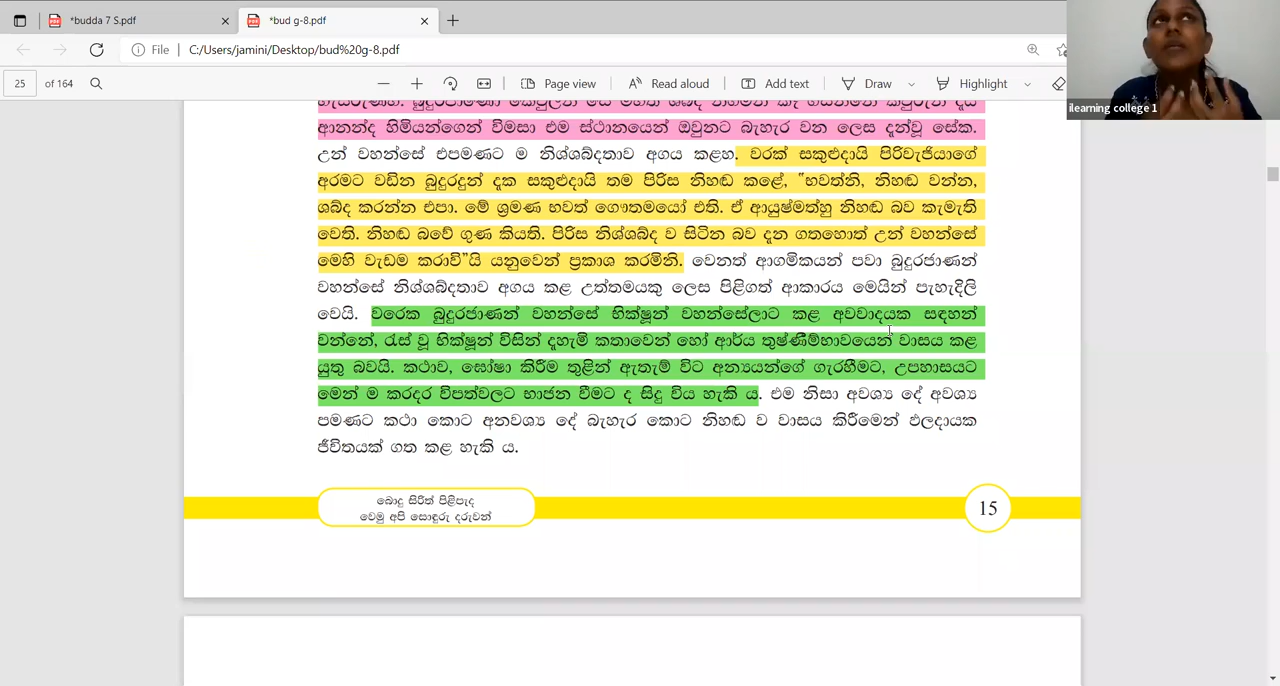 *budda 7 S.pdf
*bud g-8.pdf
File
C:/Users/jamini/Desktop/bud%20g-8.pdf
25 of 164
Page view
Read aloud
Add text
Draw
Highlight
ilearning college 1
ආනන්ද හිමියන්ගෙන් විමසා එම ස්ථානයෙන් ඔවුනට බැහැර වන ලෙස දැන්වූ සේක.
උන් වහන්සේ එපමණට ම නිශ්ශබ්දතාව අගය කළහ. වරක් සකුළුදායි පිරිවැජියාගේ
අරමට වඩින බුදුරදුන් දැක සකුළුදායි තම පිරිස නිහඬ කළේ, "භවත්නි, නිහඬ වන්න,
ශබ්ද කරන්න එපා. මේ ශ්‍රමණ භවත් ගෞතමයෝ එති. ඒ ආයුෂ්මත්හු නිහඬ බව කැමැති
වෙති. නිහඬ බවේ ගුණ කියති. පිරිස නිශ්ශබ්ද ව සිටින බව දැන ගතහොත් උන් වහන්සේ
මෙහි වැඩම කරාවි"යි යනුවෙන් ප්‍රකාශ කරමිනි. වෙනත් ආගමිකයන් පවා බුදුරජාණන්
වහන්සේ නිශ්ශබ්දතාව අගය කළ උත්තමයකු ලෙස පිළිගත් ආකාරය මෙයින් පැහැදිලි
වෙයි. වරෙක බුදුරජාණන් වහන්සේ භික්ෂූන් වහන්සේලාට කළ අවවාදයක සඳහන්
වන්නේ, රැස් වූ භික්ෂූන් විසින් දැහැමි කතාවෙන් හෝ ආර්ය තුෂ්ණීම්භාවයෙන් වාසය කළ
යුතු බවයි. කථාව, ඝෝෂා කිරීම තුළින් ඇතැම් විට අන්‍යයන්ගේ ගැරහීමට, උපහාසයට
මෙන් ම කරදර විපත්වලට භාජන වීමට ද සිදු විය හැකි ය. එම නිසා අවශ්‍ය දේ අවශ්‍ය
පමණට කථා කොට අනවශ්‍ය දේ බැහැර කොට නිහඬ ව වාසය කිරීමෙන් ඵලදායක
ජීවිතයක් ගත කළ හැකි ය.
බොදු සිරිත් පිළිපැද
වෙමු අපි සොඳුරු දරුවන්
15